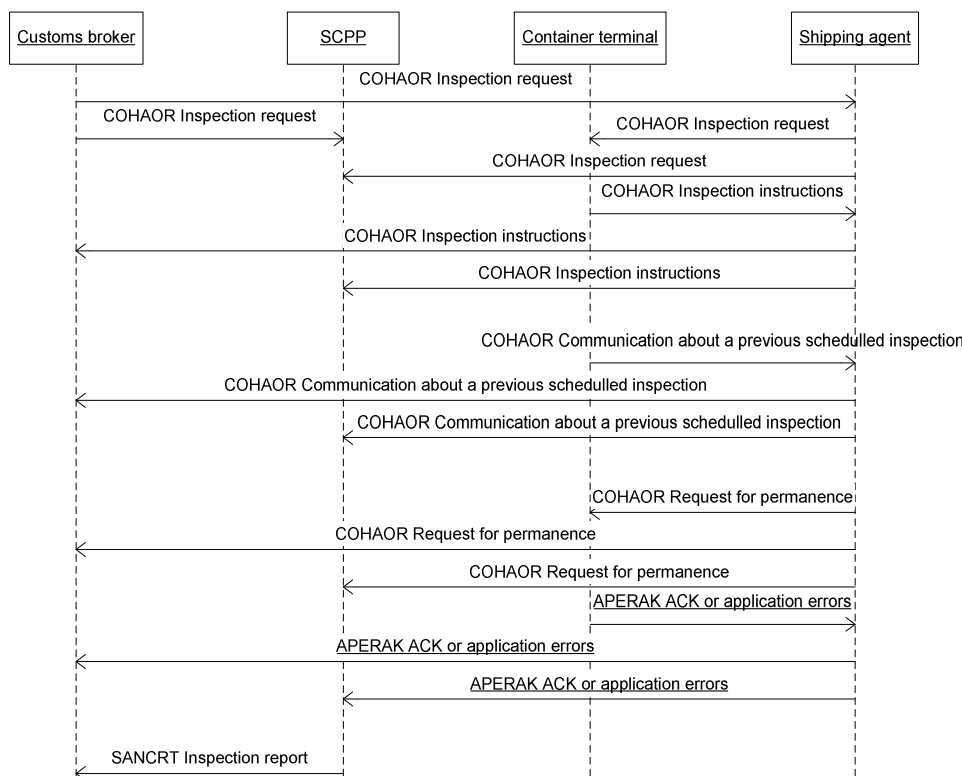 Customs broker
SCPP
Container terminal
Shipping agent
COHAOR Inspection request
COHAOR Inspection request
COHAOR Inspection request
COHAOR Inspection request
COHAOR Inspection instructions
COHAOR Inspection instructions
COHAOR Inspection instructions
COHAOR Communication about a previous schedulled inspection
COHAOR Communication about a previous schedulled inspection
COHAOR Communication about a previous schedulled inspection
COHAOR Request for permanence
COHAOR Request for permanence
COHAOR Request for permanence
APERAK ACK or application errors
APERAK ACK or application errors
APERAK ACK or application errors
SANCRT Inspection report